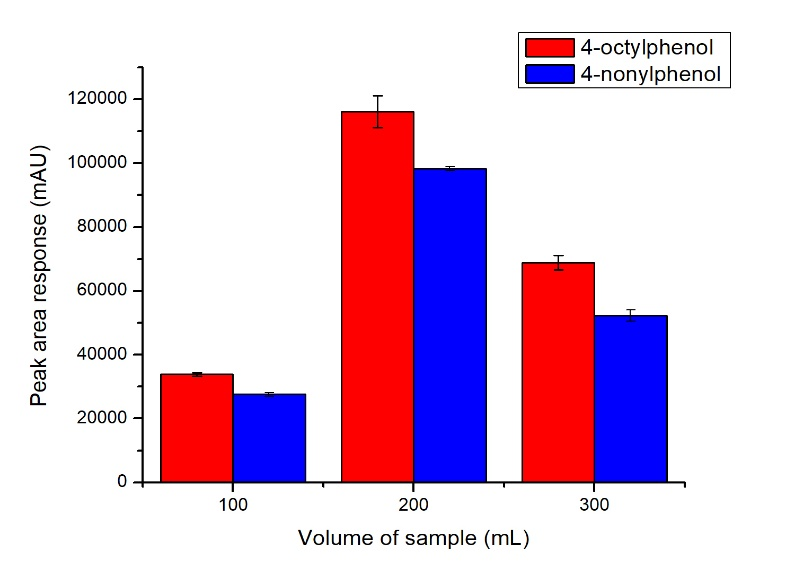 4-octylphenol
4-nonylphenol
120000
100000
80000
60000
40000
20000
0
Peak area response (mAU)
100 200 300
Volume of sample (mL)